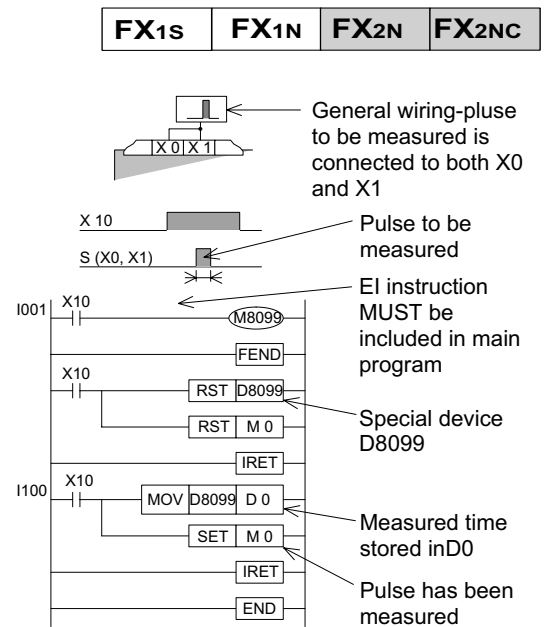 FX1S FX1N FX2N FX2NC
General wiring-pluse
to be measured is
connected to both X0
and X1
X 0 X 1
X 10
Pulse to be
measured
S (X0, X1)
EI instruction
MUST be
included in main
program
I001 X10
M8099
FEND
X10
RST D8099
Special device
D8099
RST M 0
IRET
I100 X10
MOV D8099 D 0
Measured time
stored inD0
SET M 0
IRET
Pulse has been
measured
END